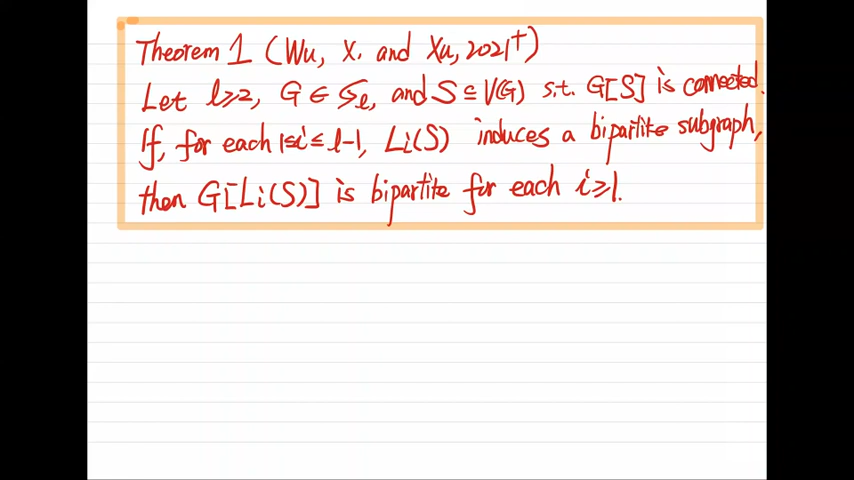 Theorem 1 (Wu, X. and Xu, 2021†)
Let l≥2, G ∈ 𝒢ₗ, and S ⊆ V(G) s.t. G[S] is connected.
If, for each 1≤i≤l-1, Lᵢ(S) induces a bipartite subgraph,
then G[Lᵢ(S)] is bipartite for each i≥1.